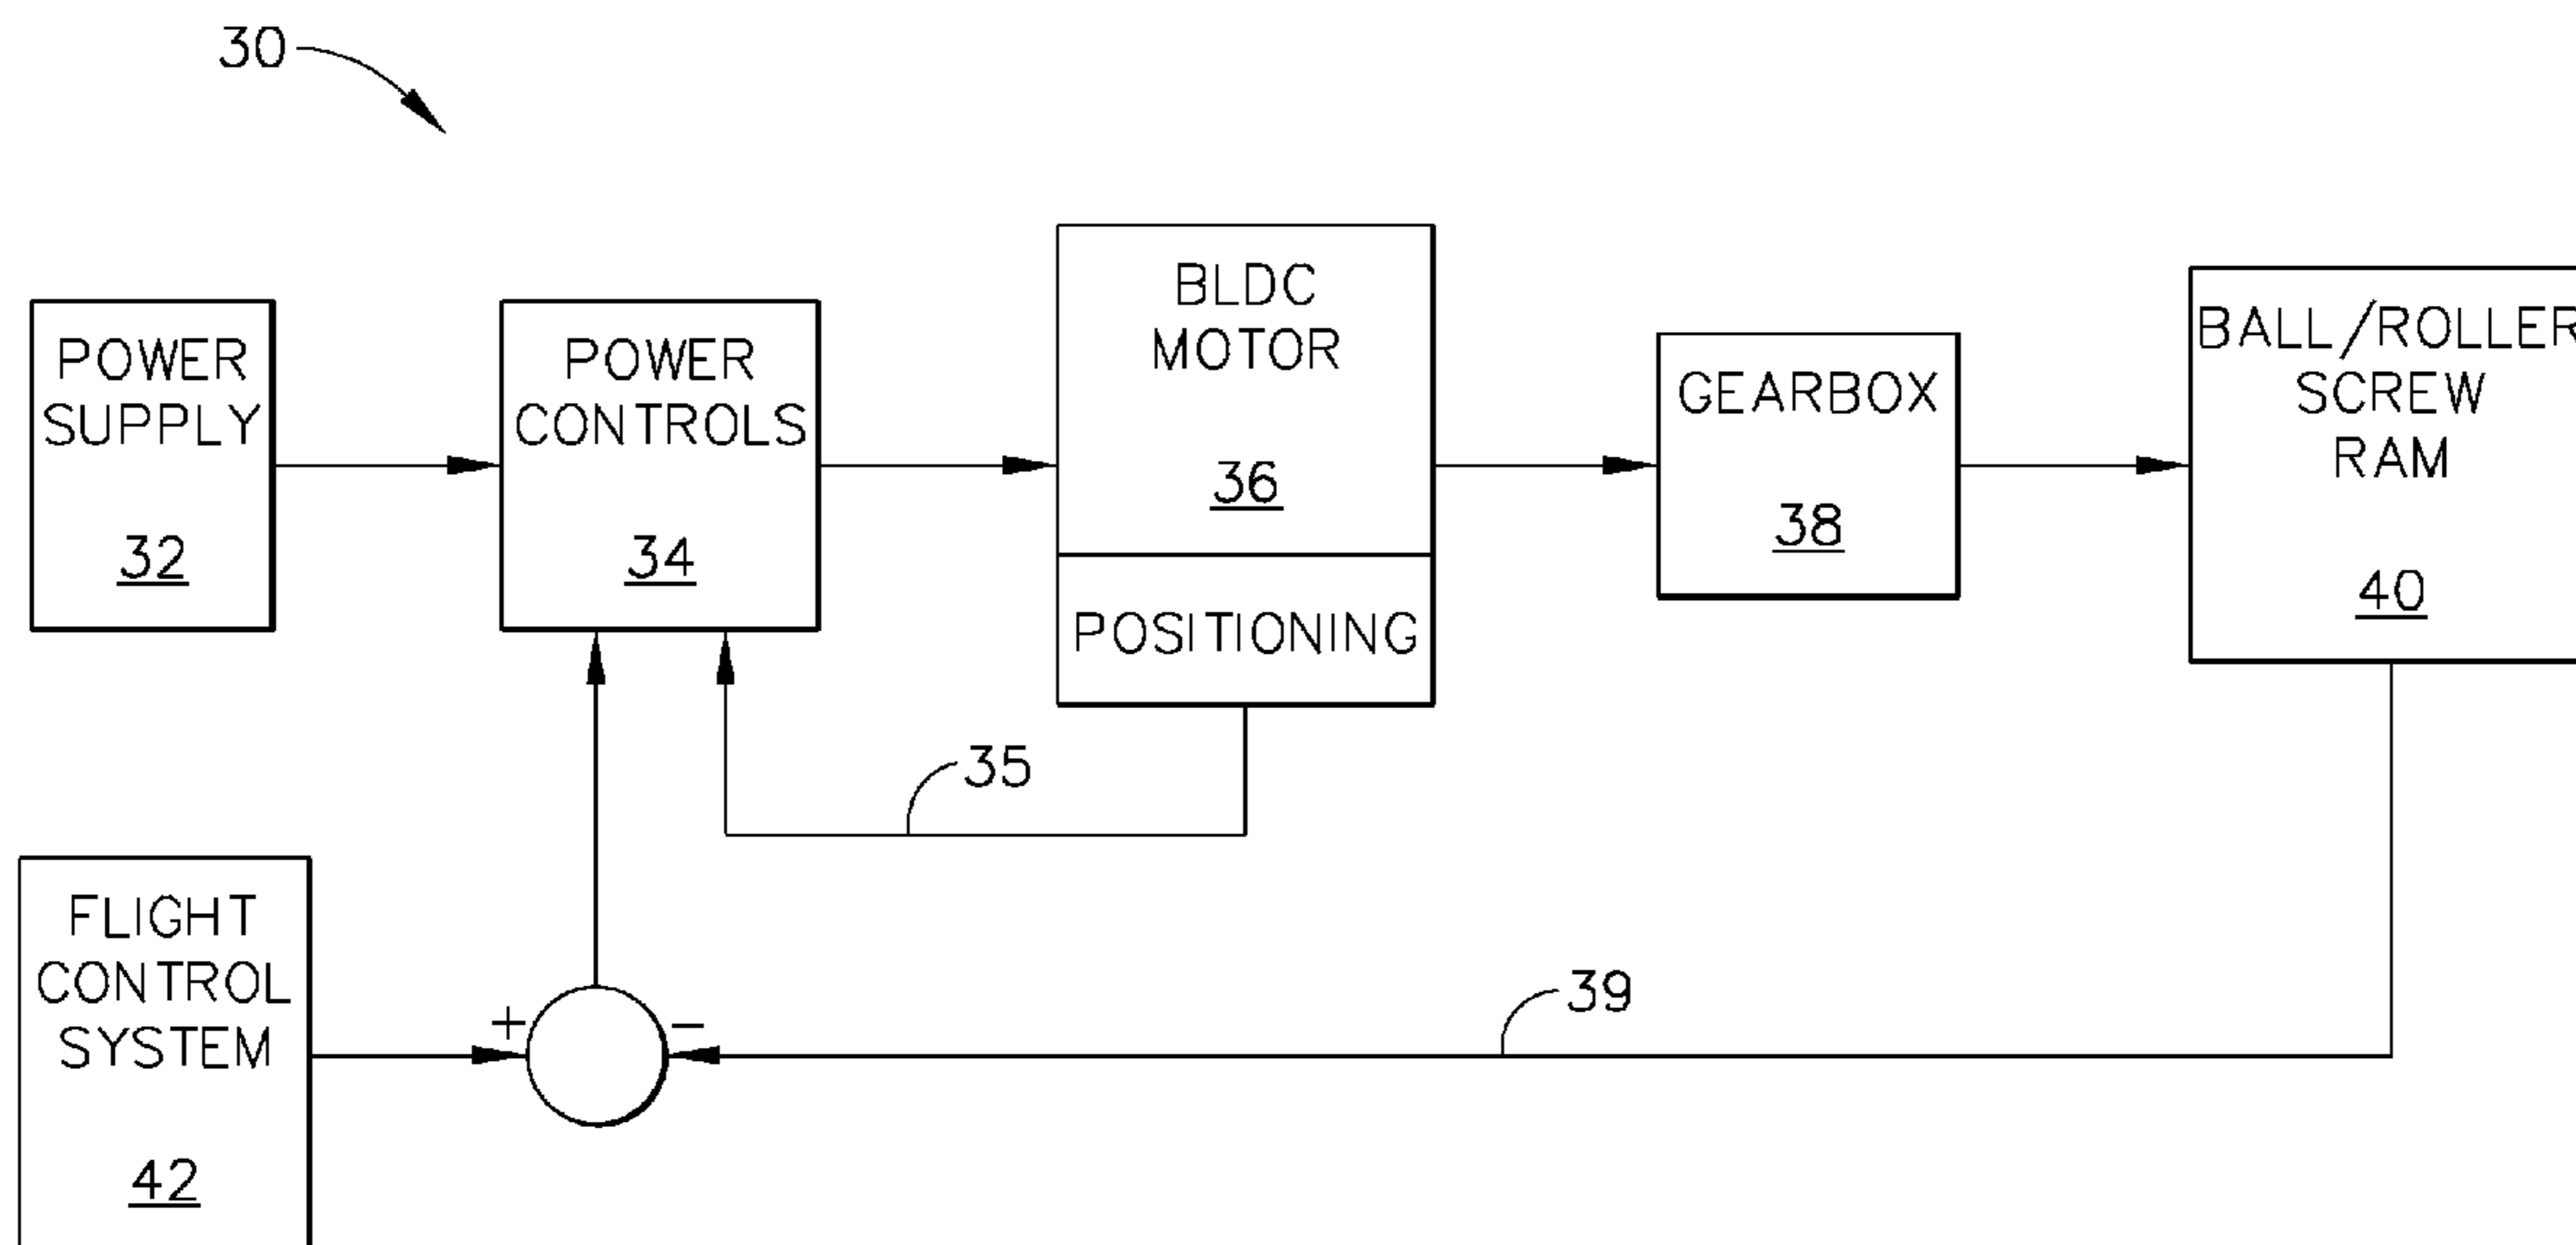 30
POWER
SUPPLY
32
POWER
CONTROLS
34
BLDC
MOTOR
36
POSITIONING
GEARBOX
38
BALL/ROLLER
SCREW
RAM
40
35
FLIGHT
CONTROL
SYSTEM
42
+
−
39